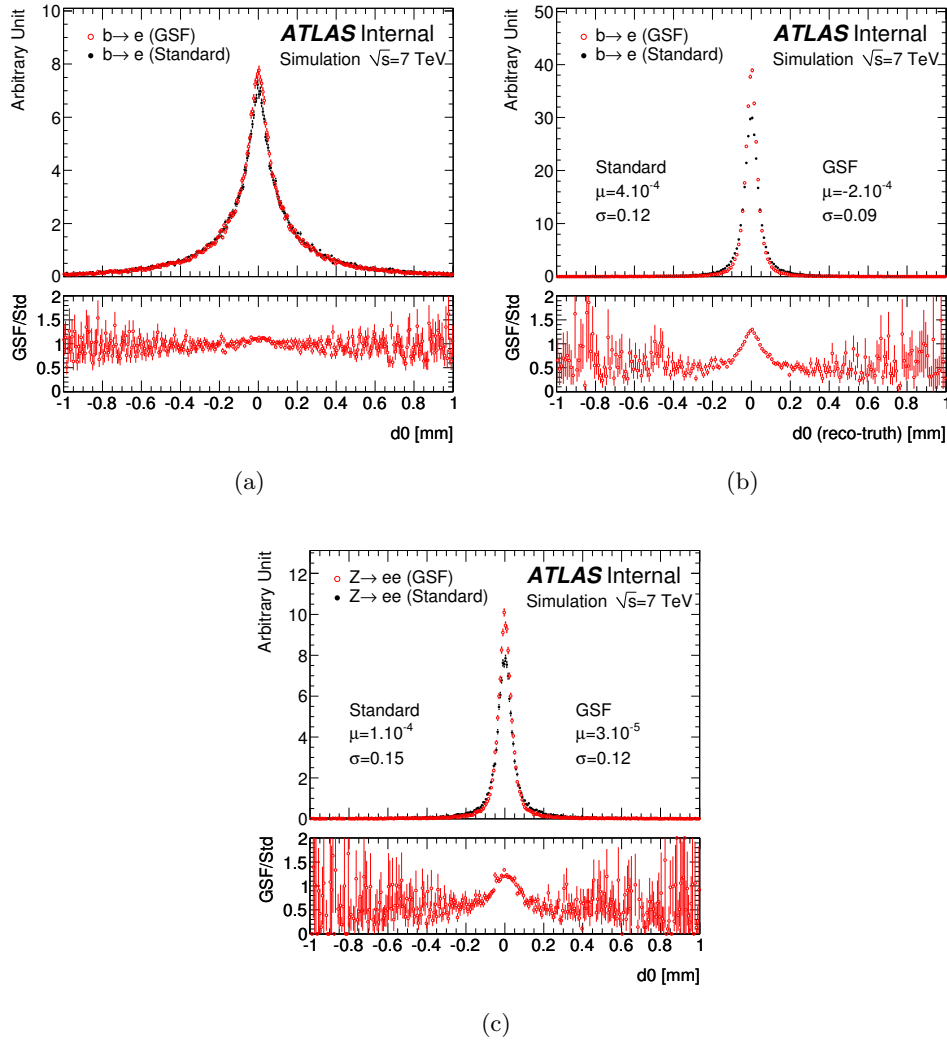 Arbitrary Unit
10
8
6
4
2
0
b→e (GSF)
b→e (Standard)
ATLAS Internal
Simulation √s=7 TeV
GSF/Std
2
1.5
1
0.5
0
-1 -0.8 -0.6 -0.4 -0.2 0 0.2 0.4 0.6 0.8 1
d0 [mm]
(a)
Arbitrary Unit
50
40
30
20
10
0
b→e (GSF)
b→e (Standard)
ATLAS Internal
Simulation √s=7 TeV
Standard
μ=4.10⁻⁴
σ=0.12
GSF
μ=-2.10⁻⁴
σ=0.09
GSF/Std
2
1.5
1
0.5
0
-1 -0.8 -0.6 -0.4 -0.2 0 0.2 0.4 0.6 0.8 1
d0 (reco-truth) [mm]
(b)
Arbitrary Unit
12
10
8
6
4
2
0
Z→ ee (GSF)
Z→ ee (Standard)
ATLAS Internal
Simulation √s=7 TeV
Standard
μ=1.10⁻⁴
σ=0.15
GSF
μ=3.10⁻⁵
σ=0.12
GSF/Std
2
1.5
1
0.5
0
-1 -0.8 -0.6 -0.4 -0.2 0 0.2 0.4 0.6 0.8 1
d0 [mm]
(c)